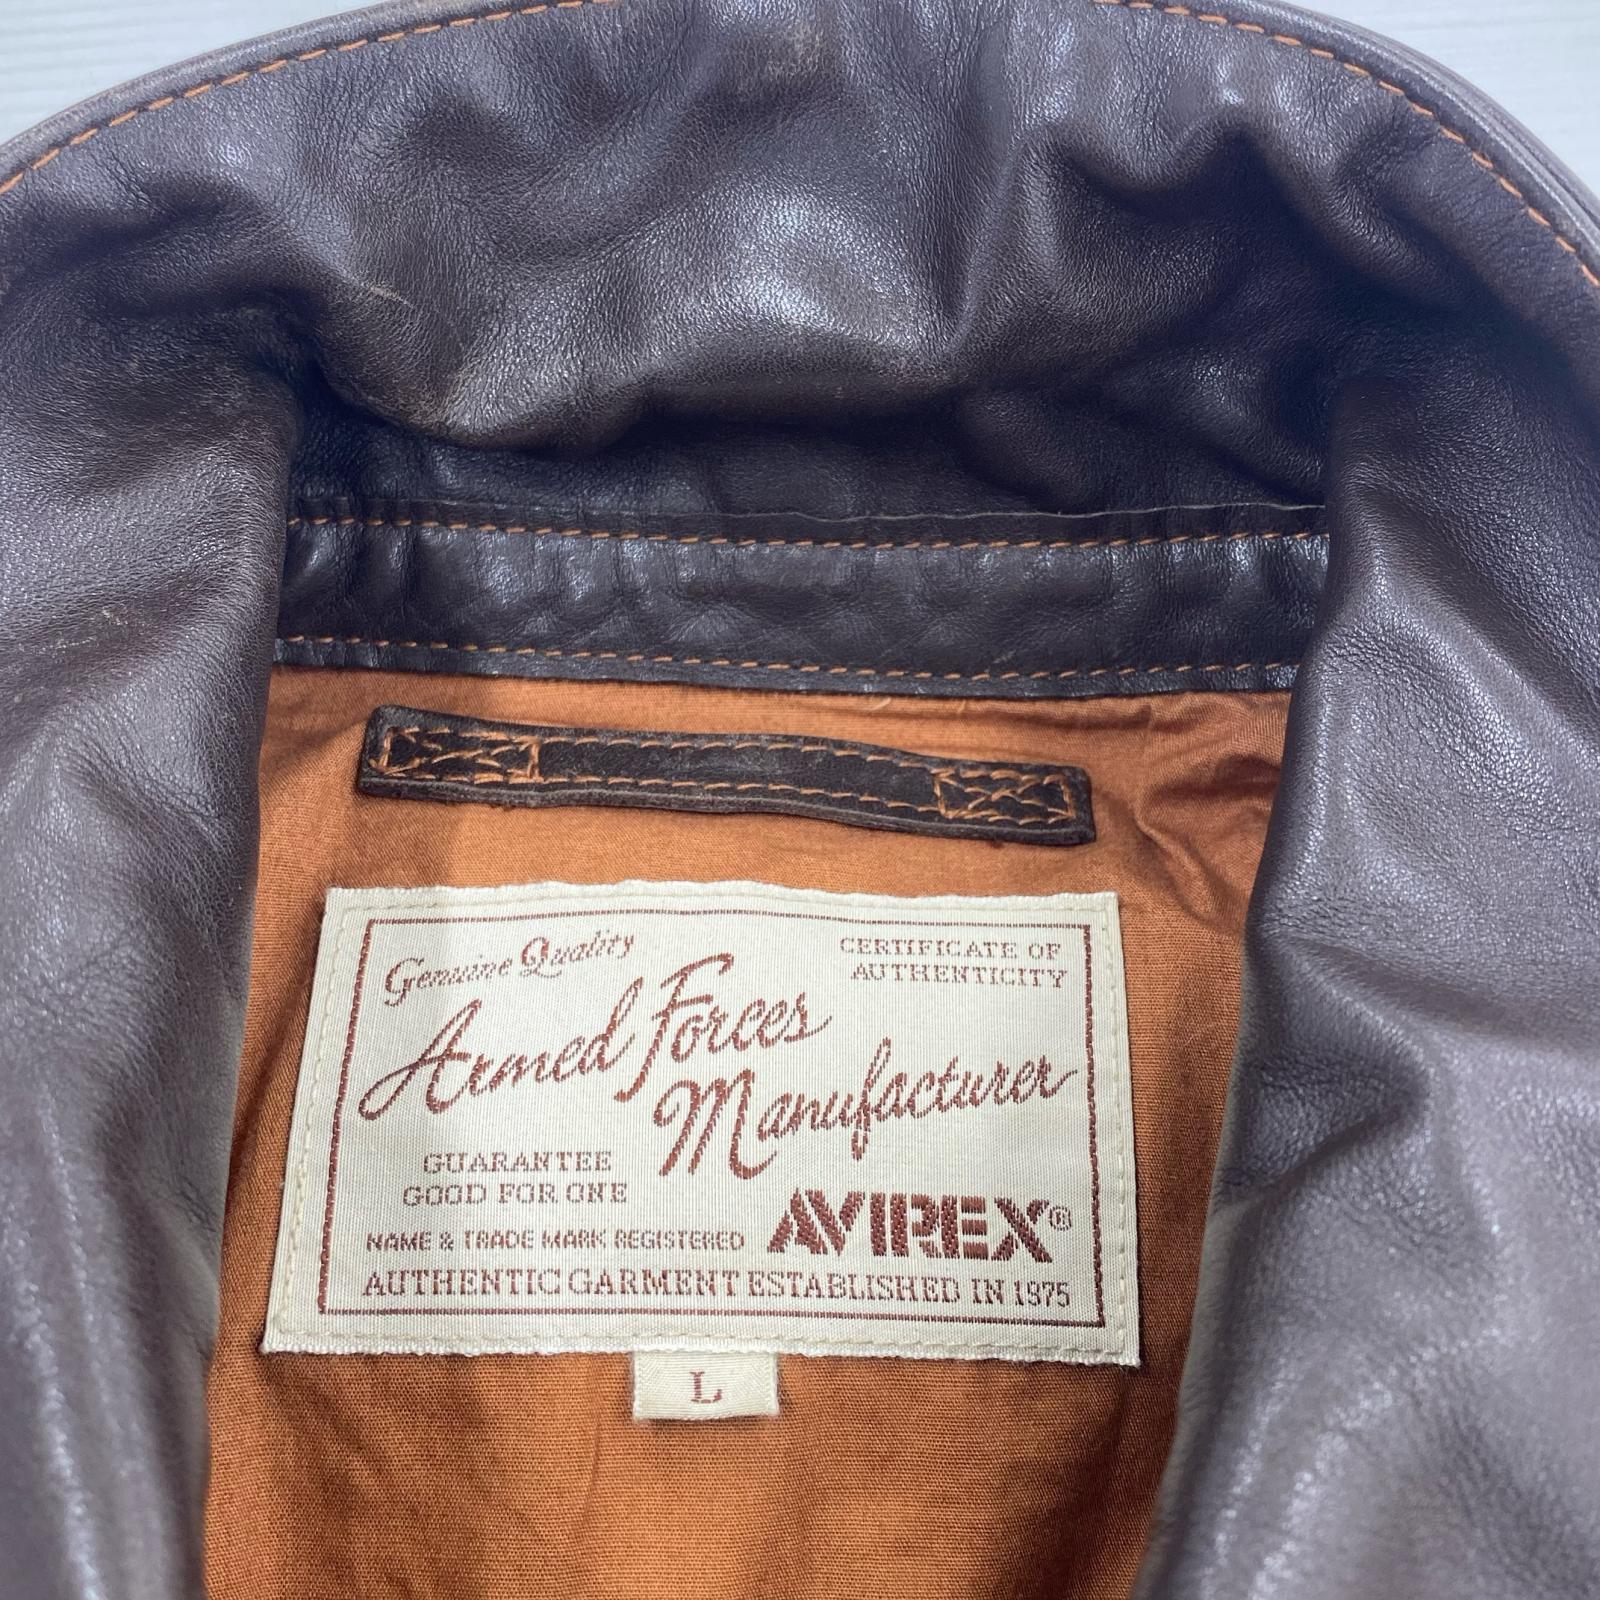 Genuine Quality
CERTIFICATE OF
AUTHENTICITY
Armed Forces
Manufacturer
GUARANTEE
GOOD FOR ONE
NAME & TRADE MARK REGISTERED
AVIREX®
AUTHENTIC GARMENT ESTABLISHED IN 1975
L